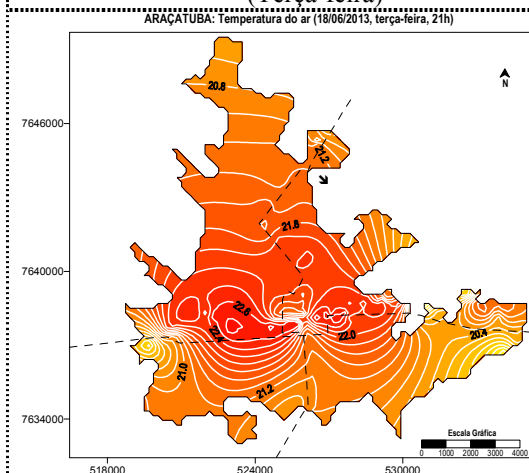 (Terça-feira)
ARAÇATUBA: Temperatura do ar (18/06/2013, terça-feira, 21h)
N
20.8
7646000
21.2
21.8
7640000
22.6
22.4
22.0
20.4
21.0
21.2
7634000
Escala Gráfica
0 1000 2000 3000 4000
518000 524000 530000